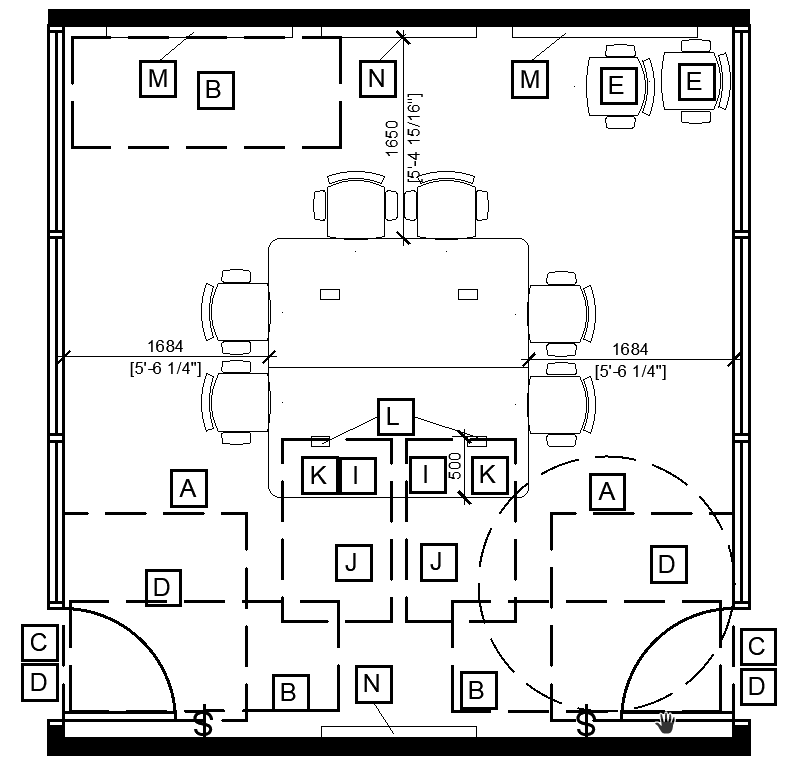 M
B
N
M
E
E
1650
[5'-4 15/16"]
1684
[5'-6 1/4"]
1684
[5'-6 1/4"]
L
500
K
I
I
K
A
A
J
J
D
D
C
D
C
D
B
N
B
$
$